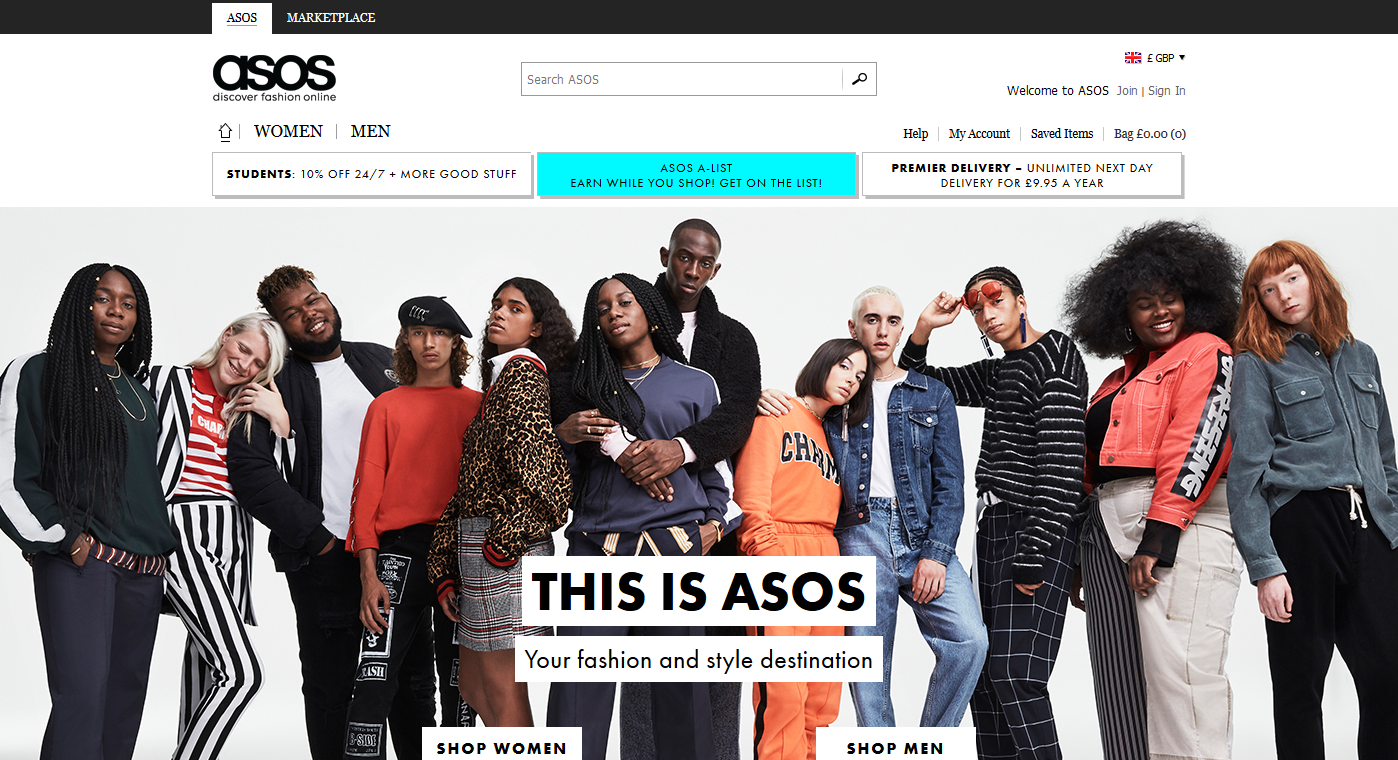 ASOS
MARKETPLACE
asos
discover fashion online
Search ASOS
£ GBP
Welcome to ASOS Join | Sign In
WOMEN
MEN
Help
My Account
Saved Items
Bag £0.00 (0)
STUDENTS: 10% OFF 24/7 + MORE GOOD STUFF
ASOS A-LIST
EARN WHILE YOU SHOP! GET ON THE LIST!
PREMIER DELIVERY – UNLIMITED NEXT DAY
DELIVERY FOR £9.95 A YEAR
CHARM
THIS IS ASOS
Your fashion and style destination
SHOP WOMEN
SHOP MEN